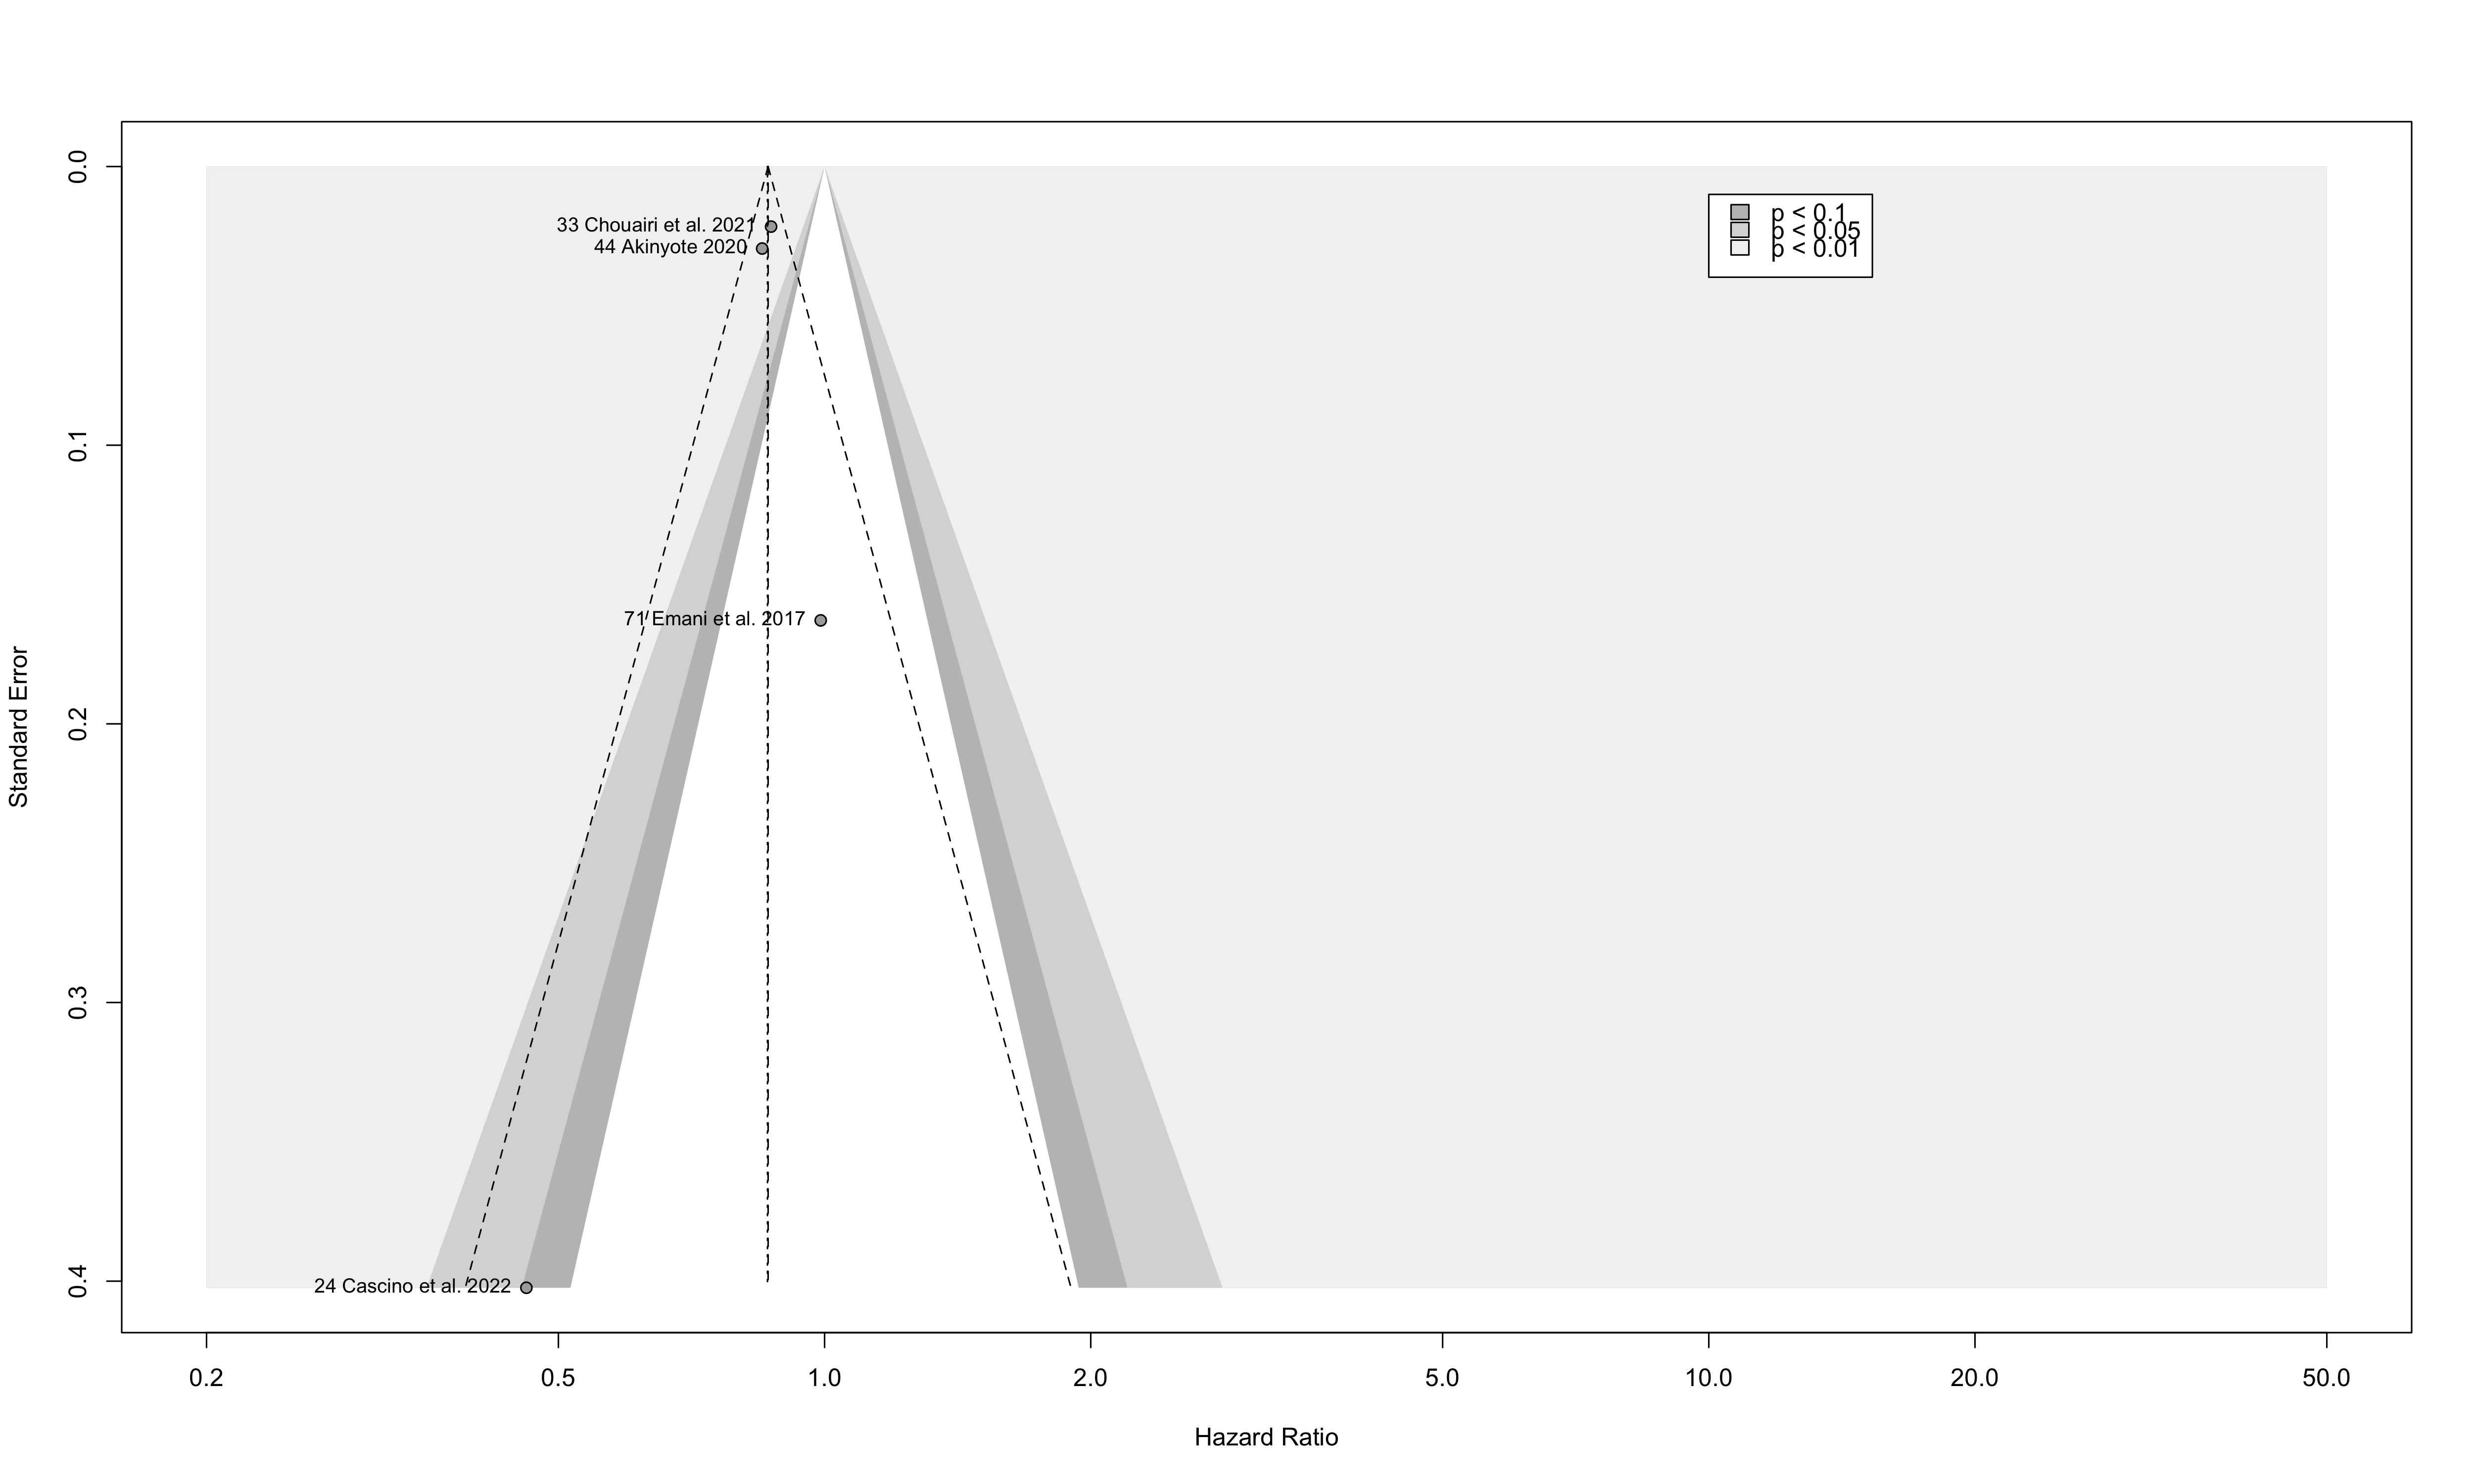 33 Chouairi et al. 2021
44 Akinyote 2020
71 Emani et al. 2017
24 Cascino et al. 2022
p < 0.1
p < 0.05
p < 0.01
Standard Error
0.0
0.1
0.2
0.3
0.4
0.2
0.5
1.0
2.0
5.0
10.0
20.0
50.0
Hazard Ratio